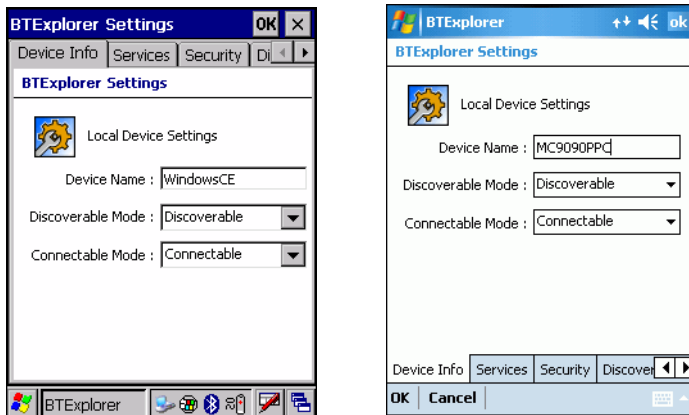 BTExplorer Settings OK
Device Info Services Security Di
BTExplorer Settings
Local Device Settings
Device Name : WindowsCE
Discoverable Mode : Discoverable
Connectable Mode : Connectable
BTExplorer
BTExplorer ok
BTExplorer Settings
Local Device Settings
Device Name : MC9090PPC
Discoverable Mode : Discoverable
Connectable Mode : Connectable
Device Info Services Security Discover
OK Cancel